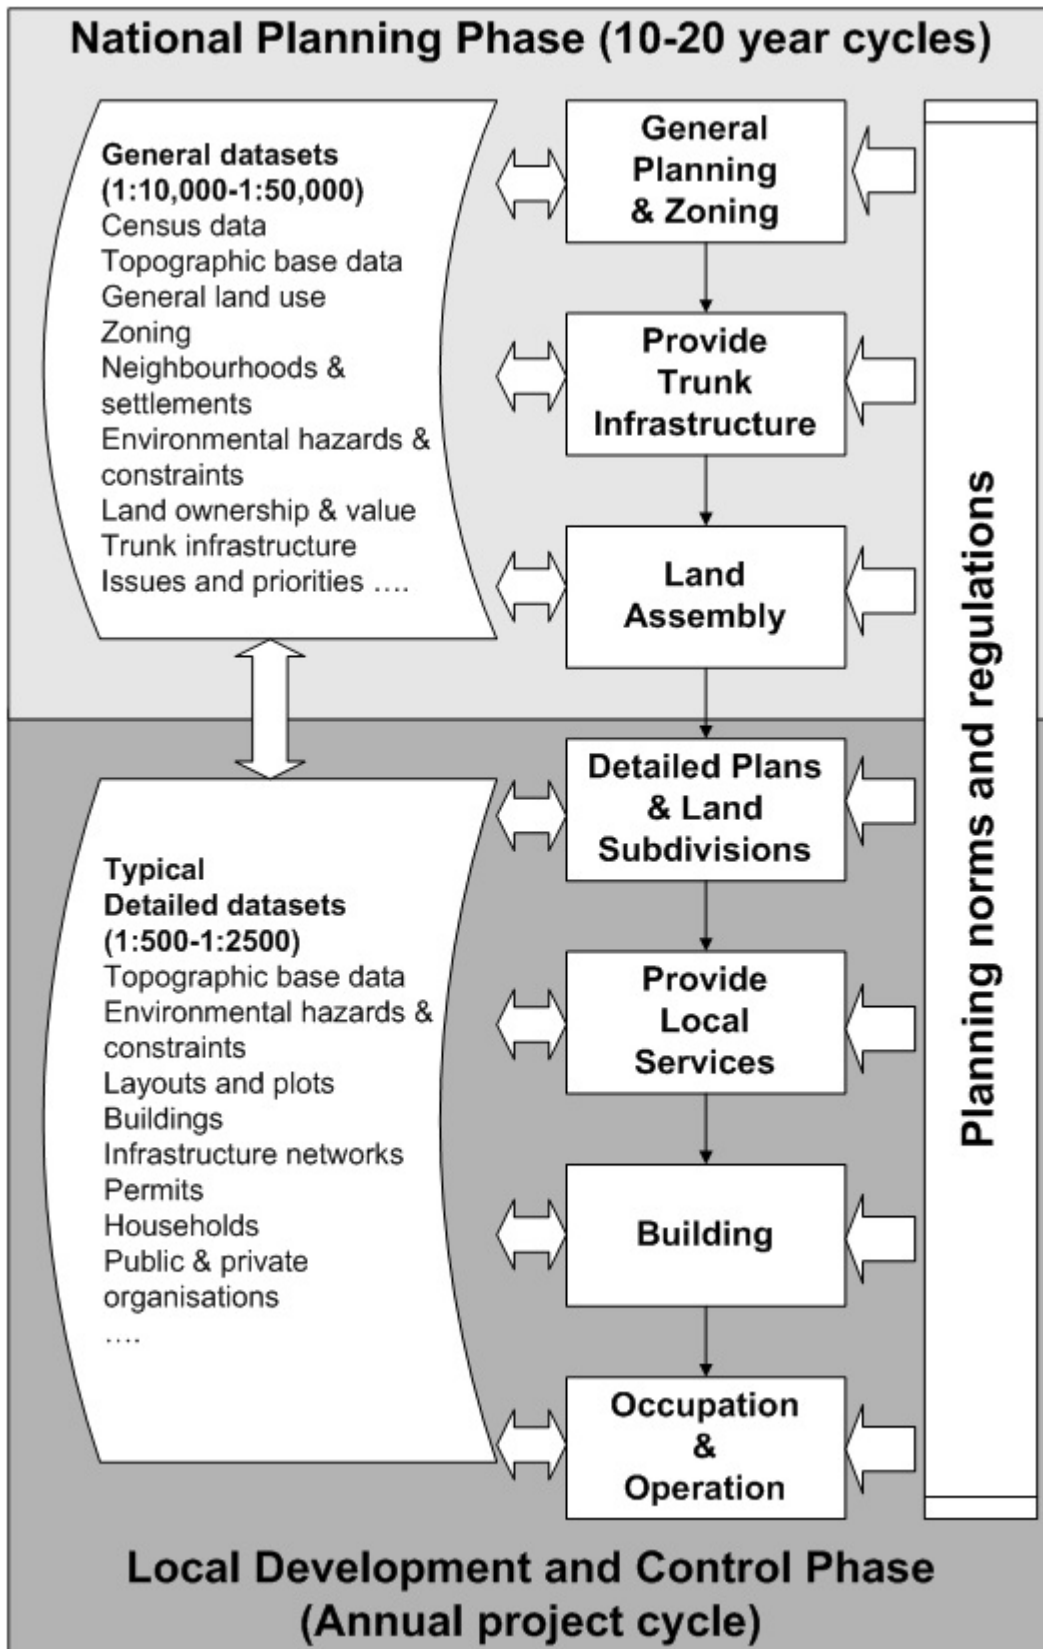 National Planning Phase (10-20 year cycles)
General datasets
(1:10,000-1:50,000)
Census data
Topographic base data
General land use
Zoning
Neighbourhoods &
settlements
Environmental hazards &
constraints
Land ownership & value
Trunk infrastructure
Issues and priorities ....
General
Planning
& Zoning
Provide
Trunk
Infrastructure
Land
Assembly
Planning norms and regulations
Typical
Detailed datasets
(1:500-1:2500)
Topographic base data
Environmental hazards &
constraints
Layouts and plots
Buildings
Infrastructure networks
Permits
Households
Public & private
organisations
....
Detailed Plans
& Land
Subdivisions
Provide
Local
Services
Building
Occupation
&
Operation
Local Development and Control Phase
(Annual project cycle)